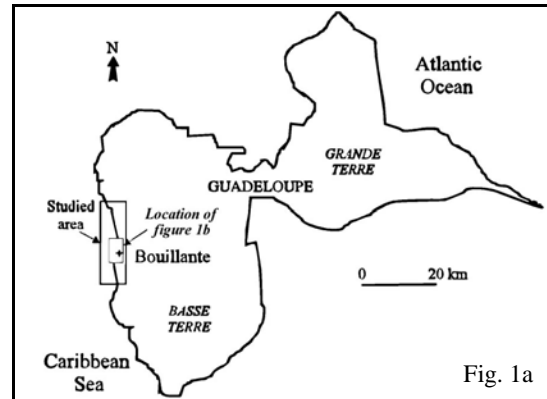 N
Atlantic
Ocean
GRANDE
TERRE
GUADELOUPE
Studied
area
Location of
figure 1b
Bouillante
0 20 km
BASSE
TERRE
Caribbean
Sea
Fig. 1a